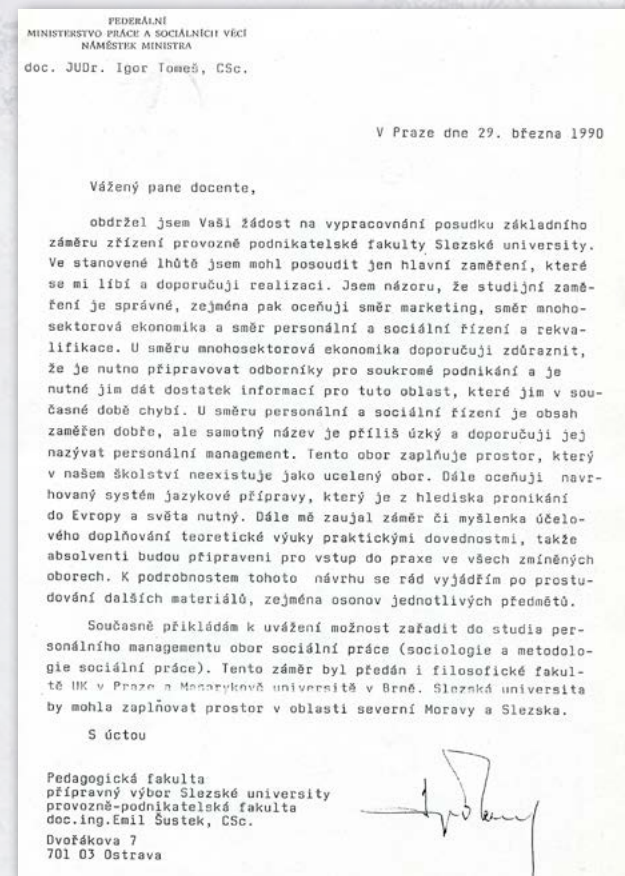 FEDERÁLNÍ
MINISTERSTVO PRÁCE A SOCIÁLNÍCH VĚCÍ
NÁMĚSTEK MINISTRA
doc. JUDr. Igor Tomeš, CSc.
V Praze dne 29. března 1990
Vážený pane docente,
obdržel jsem Vaši žádost na vypracovnání posudku základního
záměru zřízení provozně podnikatelské fakulty Slezské university.
Ve stanovené lhůtě jsem mohl posoudit jen hlavní zaměření, které
se mi líbí a doporučuji realizaci. Jsem názoru, že studijní zamě-
ření je správné, zejména pak oceňuji směr marketing, směr mnoho-
sektorová ekonomika a směr personální a sociální řízení a rekva-
lifikace. U směru mnohosektorová ekonomika doporučuji zdůraznit,
že je nutno připravovat odborníky pro soukromé podnikání a je
nutné jim dát dostatek informací pro tuto oblast, které jim v sou-
časné době chybí. U směru personální a sociální řízení je obsah
zaměřen dobře, ale samotný název je příliš úzký a doporučuji jej
nazývat personální management. Tento obor zaplňuje prostor, který
v našem školství neexistuje jako ucelený obor. Dále oceňuji navr-
hovaný systém jazykové přípravy, který je z hlediska pronikání
do Evropy a světa nutný. Dále mě zaujal záměr či myšlenka účelo-
vého doplňování teoretické výuky praktickými dovednostmi, takže
absolventi budou připraveni pro vstup do praxe ve všech zmíněných
oborech. K podrobnostem tohoto návrhu se rád vyjádřím po prostu-
dování dalších materiálů, zejména osonov jednotlivých předmětů.
Současně přikládám k uvážení možnost zařadit do studia per-
sonálního managementu obor sociální práce (sociologie a metodolo-
gie sociální práce). Tento záměr byl předán i filosofické fakul-
tě UK v Praze a Masarykově universitě v Brně. Slezská universita
by mohla zaplňovat prostor v oblasti severní Moravy a Slezska.
S úctou
Pedagogická fakulta
přípravný výbor Slezské university
provozně-podnikatelská fakulta
doc.ing.Emil Šustek, CSc.
Dvořákova 7
701 03 Ostrava